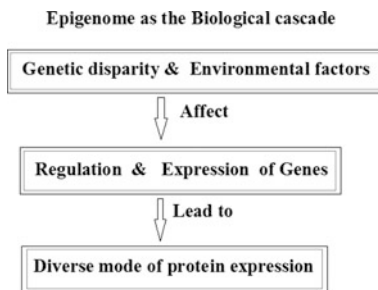 Epigenome as the Biological cascade
Genetic disparity & Environmental factors
Affect
Regulation & Expression of Genes
Lead to
Diverse mode of protein expression